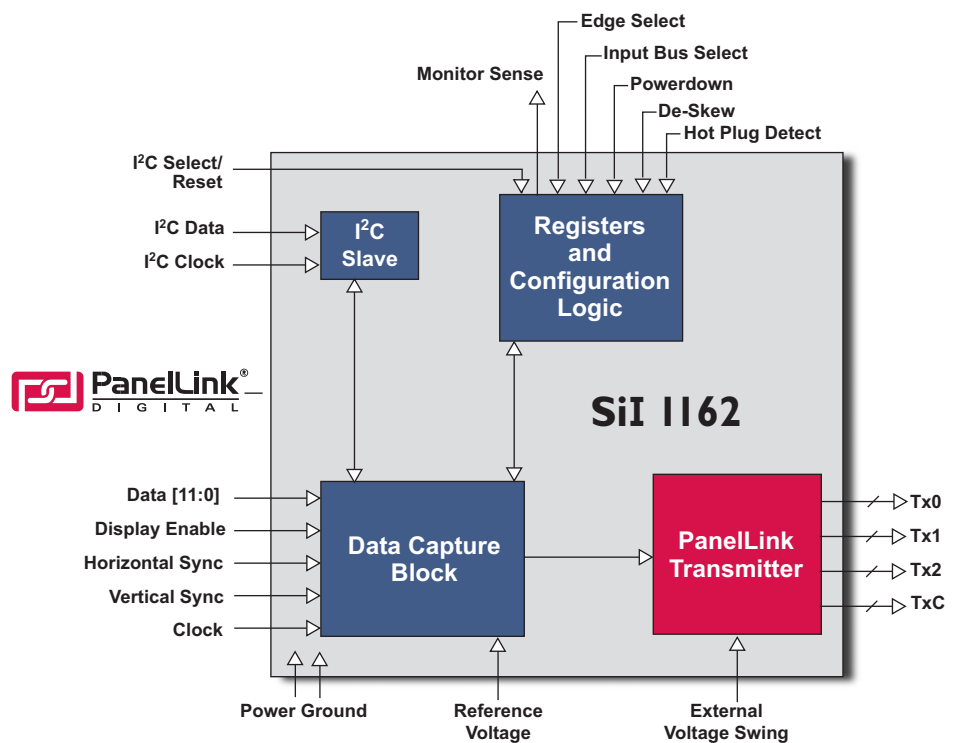 Edge Select
Input Bus Select
Monitor Sense
Powerdown
De-Skew
Hot Plug Detect
I²C Select/
Reset
I²C Data
I²C Clock
I²C
Slave
Registers
and
Configuration
Logic
PanelLink®
DIGITAL
SiI 1162
Data [11:0]
Display Enable
Horizontal Sync
Vertical Sync
Clock
Data Capture
Block
PanelLink
Transmitter
Tx0
Tx1
Tx2
TxC
Power Ground
Reference
Voltage
External
Voltage Swing